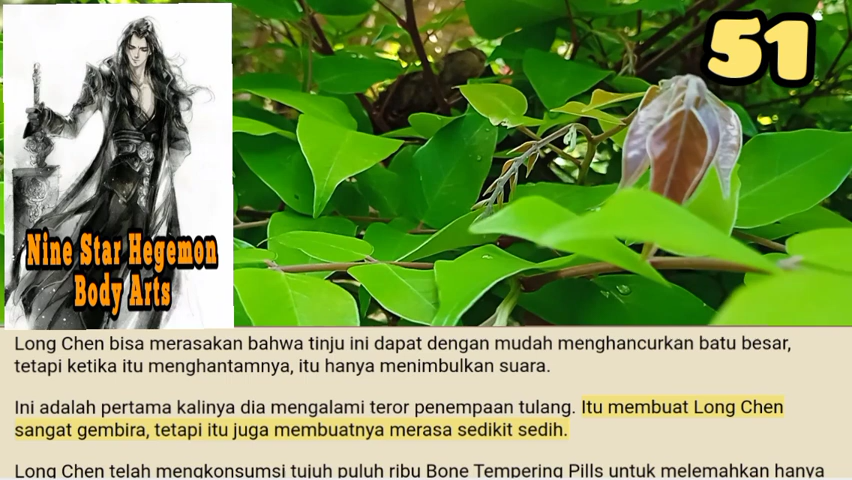 51
Nine Star Hegemon
Body Arts
Long Chen bisa merasakan bahwa tinju ini dapat dengan mudah menghancurkan batu besar,
tetapi ketika itu menghantamnya, itu hanya menimbulkan suara.
Ini adalah pertama kalinya dia mengalami teror penempaan tulang. Itu membuat Long Chen
sangat gembira, tetapi itu juga membuatnya merasa sedikit sedih.
Long Chen telah mengkonsumsi tujuh puluh ribu Bone Tempering Pills untuk melemahkan hanya